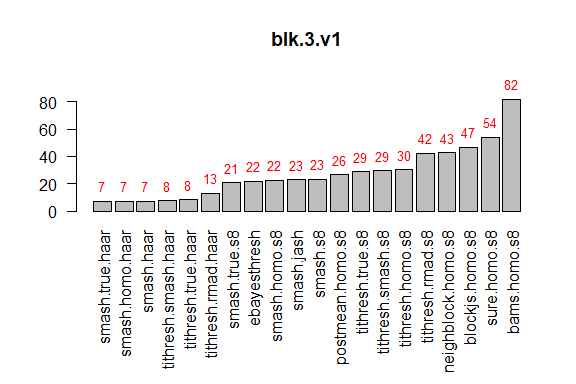 blk.3.v1
80
60
40
20
0
7
7
7
8
8
13
21
22
22
23
23
26
29
29
30
42
43
47
54
82
smash.true.haar
smash.homo.haar
smash.haar
tithresh.smash.haar
tithresh.true.haar
tithresh.rmad.haar
smash.true.s8
ebayesthresh
smash.homo.s8
smash.jash
smash.s8
postmean.homo.s8
tithresh.true.s8
tithresh.smash.s8
tithresh.homo.s8
tithresh.rmad.s8
neighblock.homo.s8
blockjs.homo.s8
sure.homo.s8
bams.homo.s8